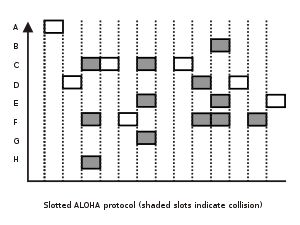 A
B
C
D
E
F
G
H
Slotted ALOHA protocol (shaded slots indicate collision)